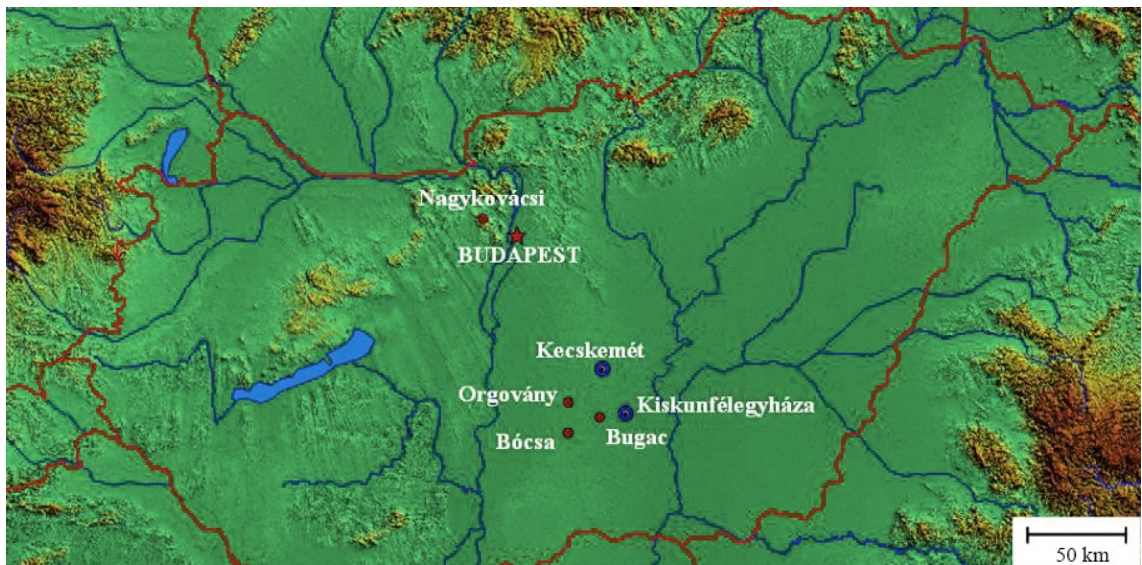 Nagykovácsi
BUDAPEST
Kecskemét
Orgovány
Kiskunfélegyháza
Bócsa
Bugac
50 km